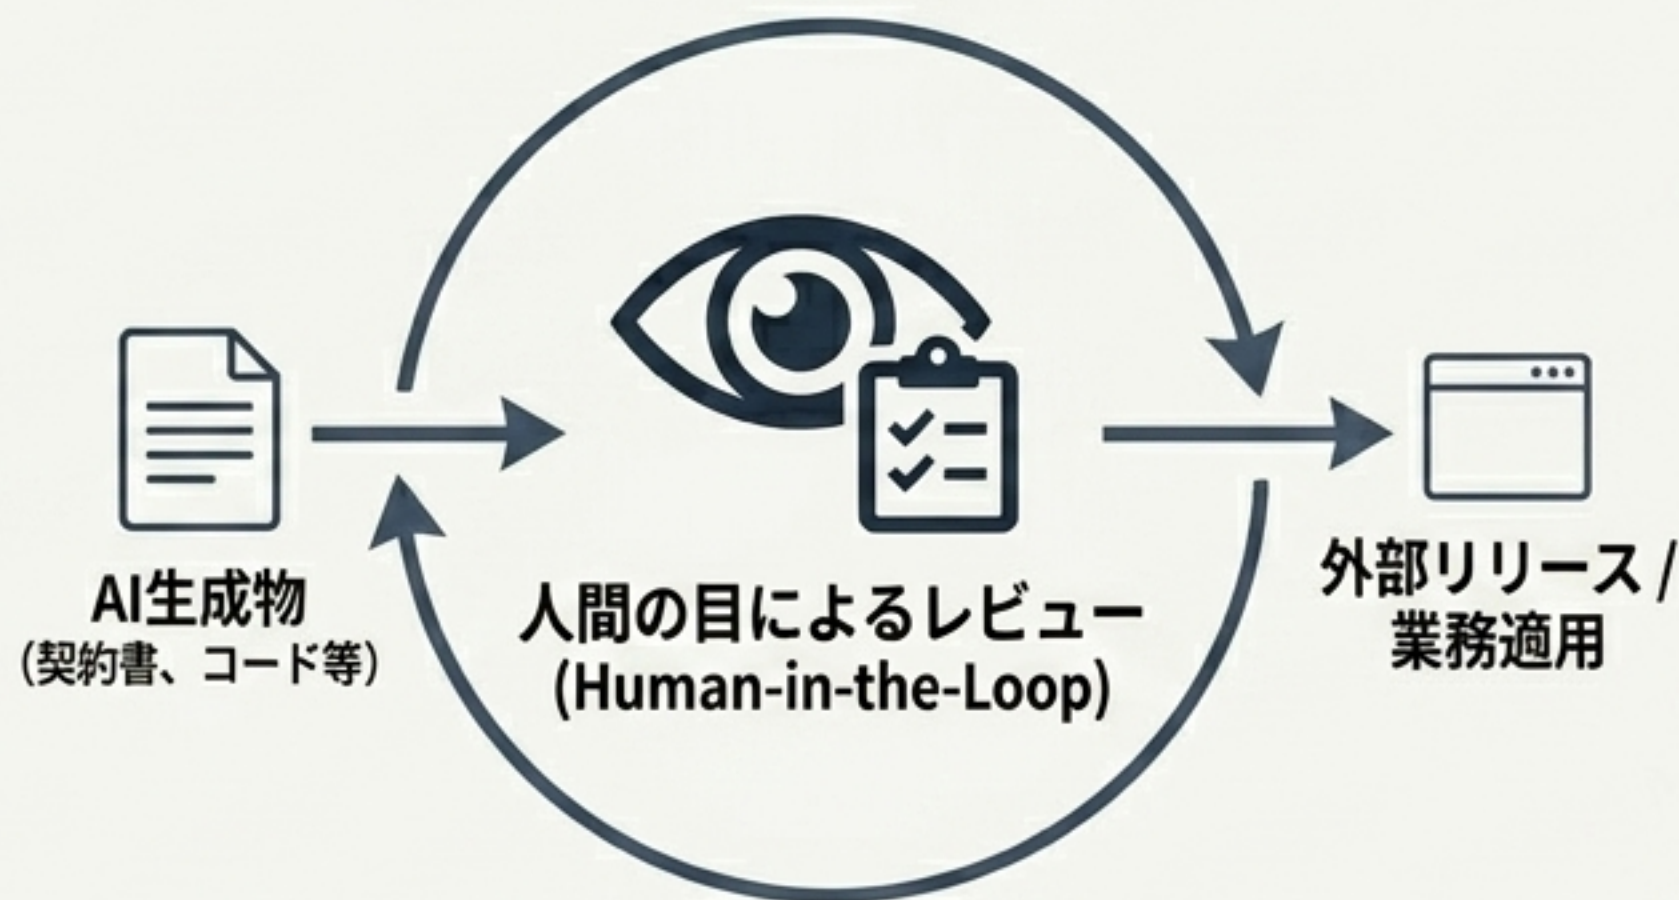 AI生成物
(契約書、コード等)
人間の目によるレビュー
(Human-in-the-Loop)
外部リリース /
業務適用